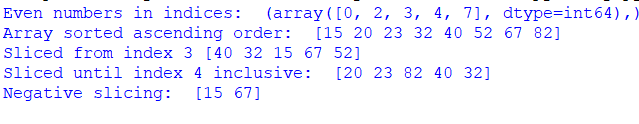 Even numbers in indices:  (array([0, 2, 3, 4, 7], dtype=int64),)
Array sorted ascending order:  [15 20 23 32 40 52 67 82]
Sliced from index 3 [40 32 15 67 52]
Sliced until index 4 inclusive:  [20 23 82 40 32]
Negative slicing:  [15 67]